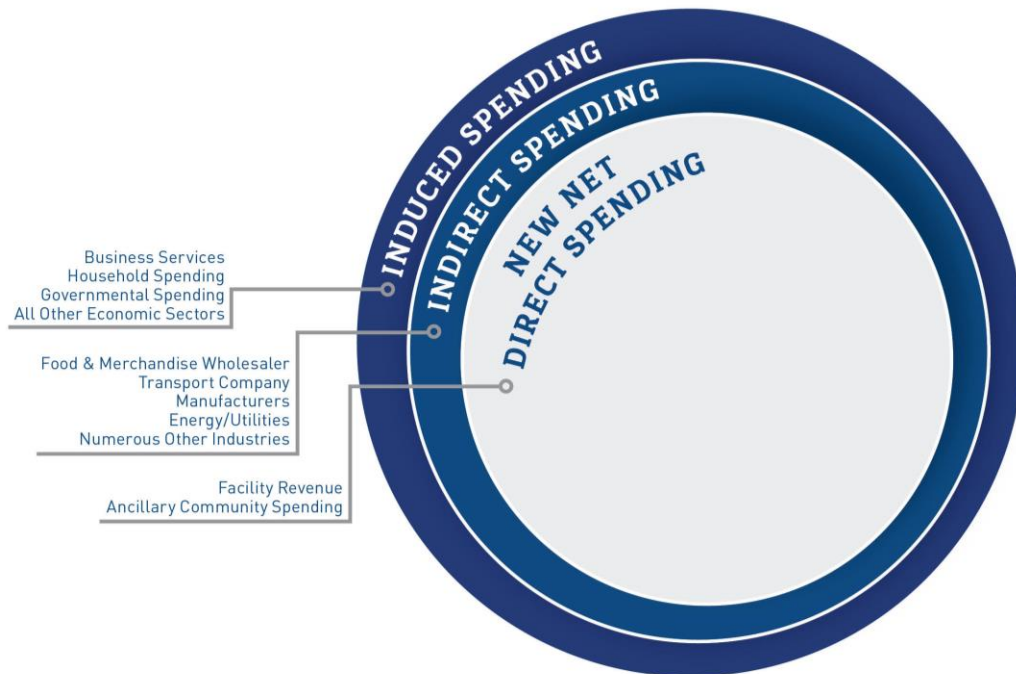 INDUCED SPENDING
INDIRECT SPENDING
NEW NET
DIRECT SPENDING
Business Services
Household Spending
Governmental Spending
All Other Economic Sectors
Food & Merchandise Wholesaler
Transport Company
Manufacturers
Energy/Utilities
Numerous Other Industries
Facility Revenue
Ancillary Community Spending